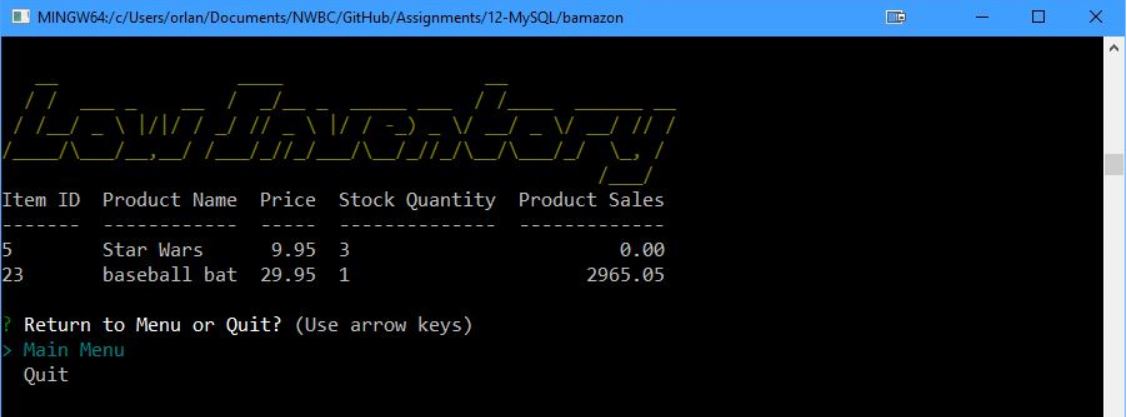 MINGW64:/c/Users/orlan/Documents/NWBC/GitHub/Assignments/12-MySQL/bamazon
Low Inventory
Item ID  Product Name  Price  Stock Quantity  Product Sales
-------  ------------  -----  --------------  -------------
5        Star Wars      9.95  3                        0.00
23       baseball bat  29.95  1                     2965.05
? Return to Menu or Quit? (Use arrow keys)
> Main Menu
  Quit